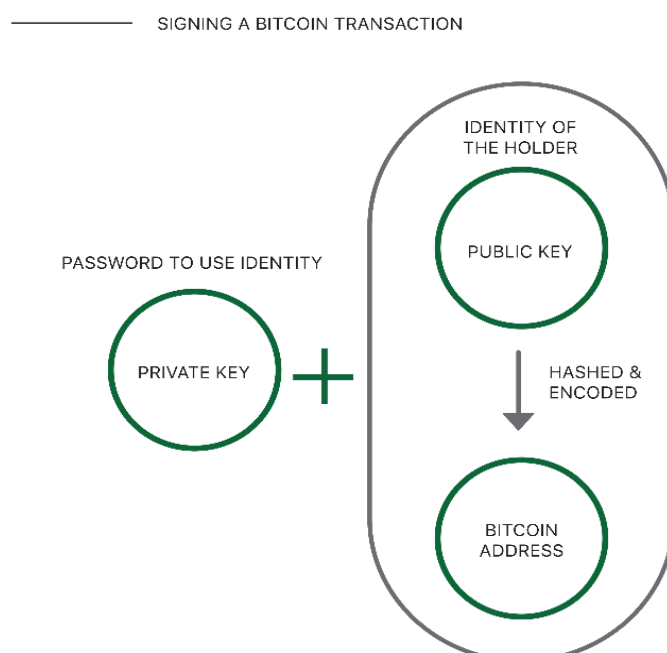 SIGNING A BITCOIN TRANSACTION
IDENTITY OF
THE HOLDER
PUBLIC KEY
PASSWORD TO USE IDENTITY
PRIVATE KEY
HASHED &
ENCODED
BITCOIN
ADDRESS